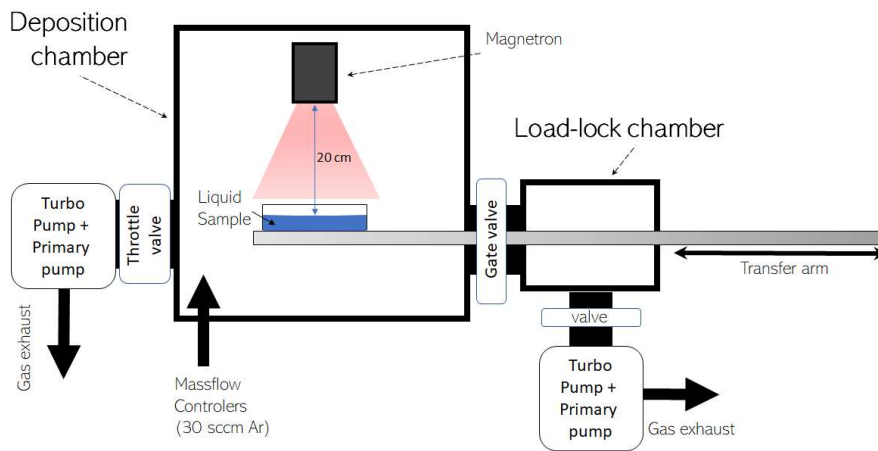 Deposition
chamber
Magnetron
Load-lock chamber
20 cm
Liquid
Sample
Turbo
Pump +
Primary
pump
Throttle
valve
Gate valve
Transfer arm
valve
Gas exhaust
Massflow
Controlers
(30 sccm Ar)
Turbo
Pump +
Primary
pump
Gas exhaust